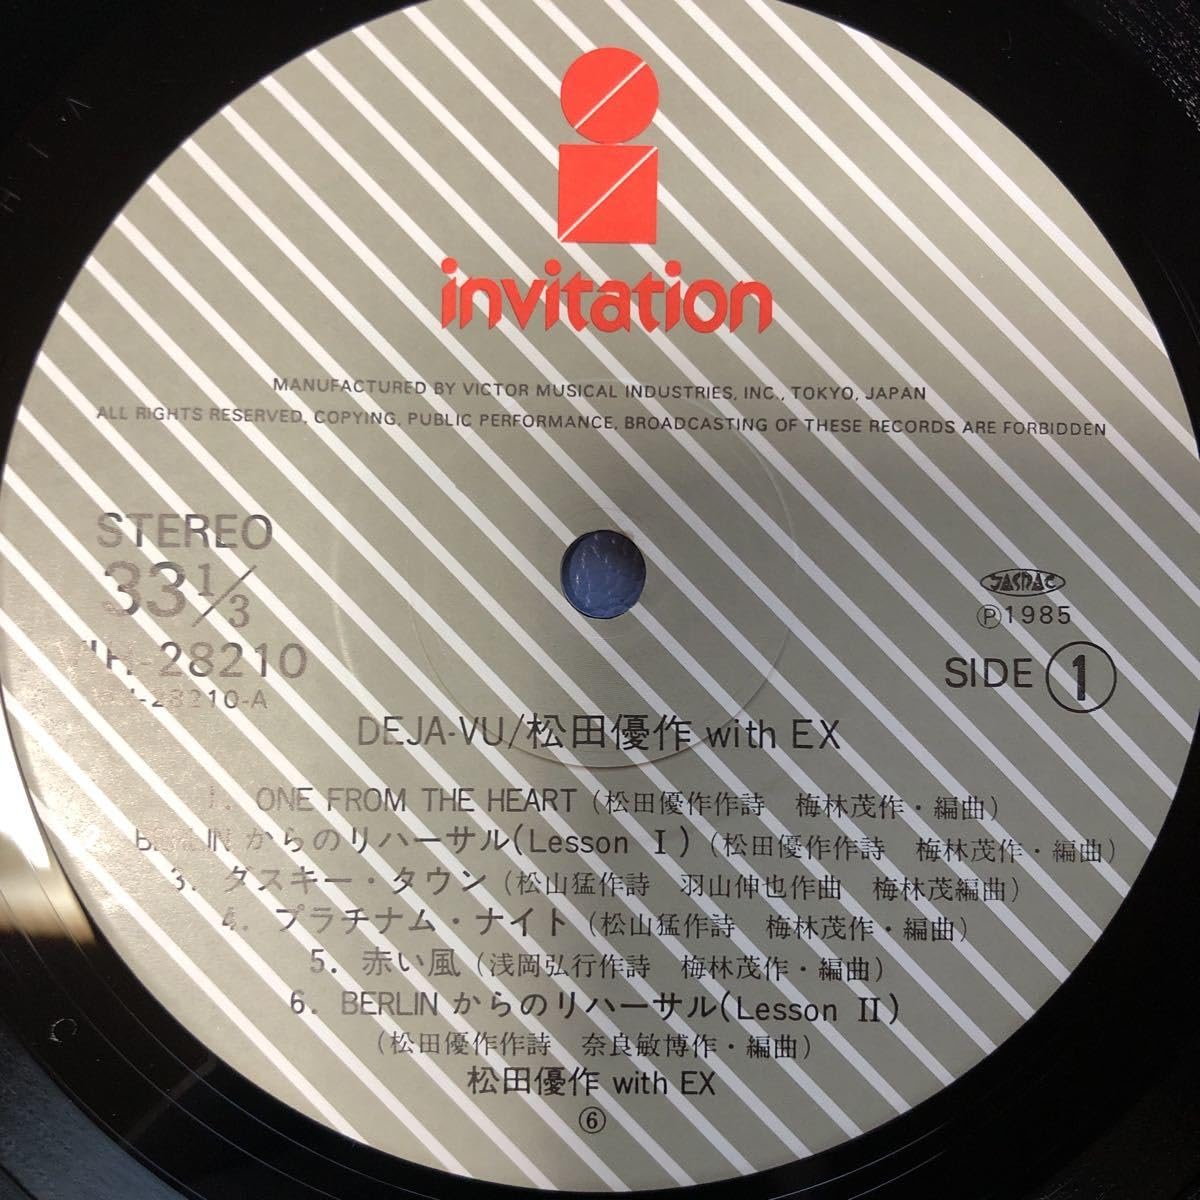 invitation
MANUFACTURED BY VICTOR MUSICAL INDUSTRIES, INC., TOKYO, JAPAN
ALL RIGHTS RESERVED, COPYING, PUBLIC PERFORMANCE, BROADCASTING OF THESE RECORDS ARE FORBIDDEN
STEREO
33 1/3
VIH-28210
28210-A
JASRAC
Ⓟ1985
SIDE ①
DEJA-VU/松田優作 with EX
1. ONE FROM THE HEART (松田優作作詩 梅林茂作・編曲)
2. BERLIN からのリハーサル(Lesson I) (松田優作作詩 梅林茂作・編曲)
3. ダスキー・タウン (松山猛作詩 羽山伸也作曲 梅林茂編曲)
4. プラチナム・ナイト (松山猛作詩 梅林茂作・編曲)
5. 赤い風 (浅岡弘行作詩 梅林茂作・編曲)
6. BERLIN からのリハーサル(Lesson II)
(松田優作作詩 奈良敏博作・編曲)
松田優作 with EX
⑥